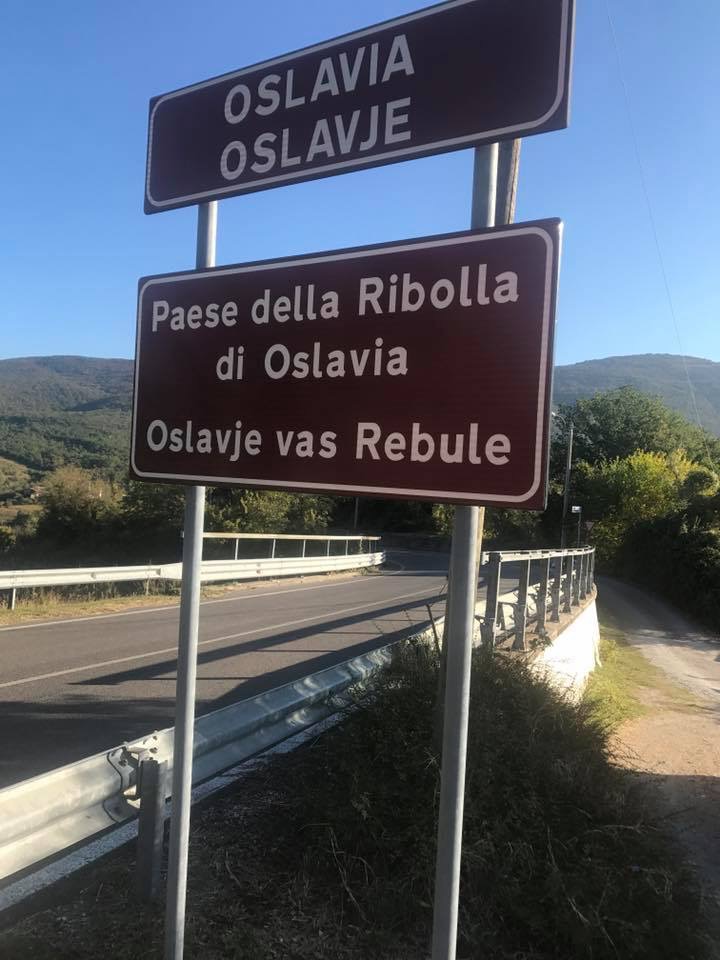 OSLAVIA
OSLAVJE
Paese della Ribolla
di Oslavia
Oslavje vas Rebule